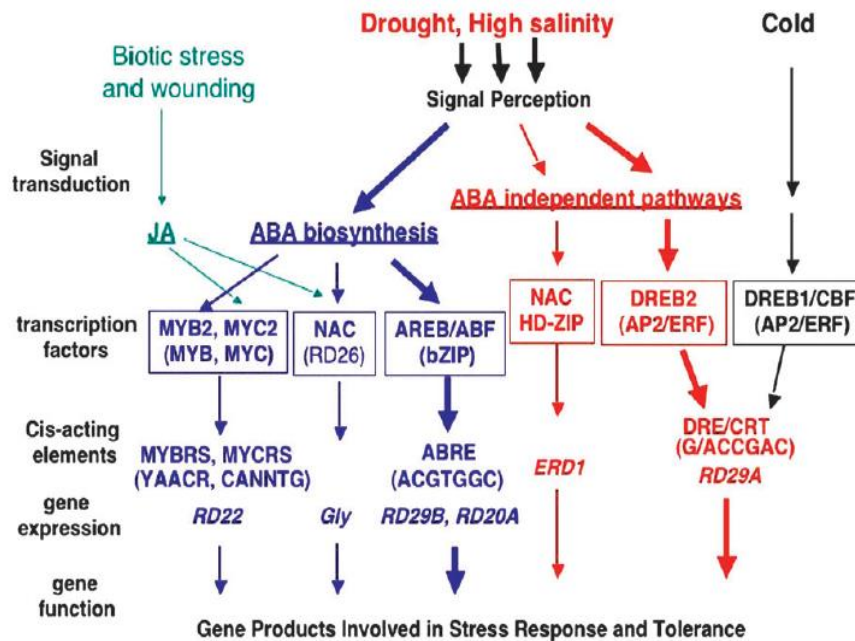 Drought, High salinity
Cold
Biotic stress
and wounding
Signal Perception
Signal
transduction
ABA independent pathways
JA
ABA biosynthesis
transcription
factors
MYB2, MYC2
(MYB, MYC)
NAC
(RD26)
AREB/ABF
(bZIP)
NAC
HD-ZIP
DREB2
(AP2/ERF)
DREB1/CBF
(AP2/ERF)
Cis-acting
elements
MYBRS, MYCRS
(YAACR, CANNTG)
ABRE
(ACGTGGC)
ERD1
DRE/CRT
(G/ACCGAC)
RD29A
gene
expression
RD22
Gly
RD29B, RD20A
gene
function
Gene Products Involved in Stress Response and Tolerance